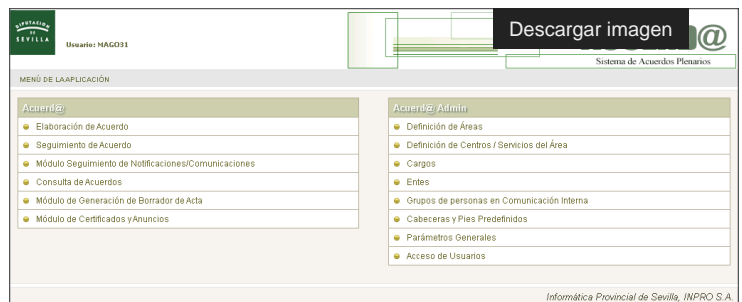 DIPUTACION
DE
SEVILLA
Usuario: MAGO31
Descargar imagen
@
Sistema de Acuerdos Plenarios
MENÚ DE LAAPLICACIÓN
Acuerd@
Elaboración de Acuerdo
Seguimiento de Acuerdo
Módulo Seguimiento de Notificaciones/Comunicaciones
Consulta de Acuerdos
Módulo de Generación de Borrador de Acta
Módulo de Certificados y Anuncios
Acuerd@ Admin
Definición de Áreas
Definición de Centros / Servicios del Área
Cargos
Entes
Grupos de personas en Comunicación Interna
Cabeceras y Pies Predefinidos
Parámetros Generales
Acceso de Usuarios
Informática Provincial de Sevilla, INPRO S.A.